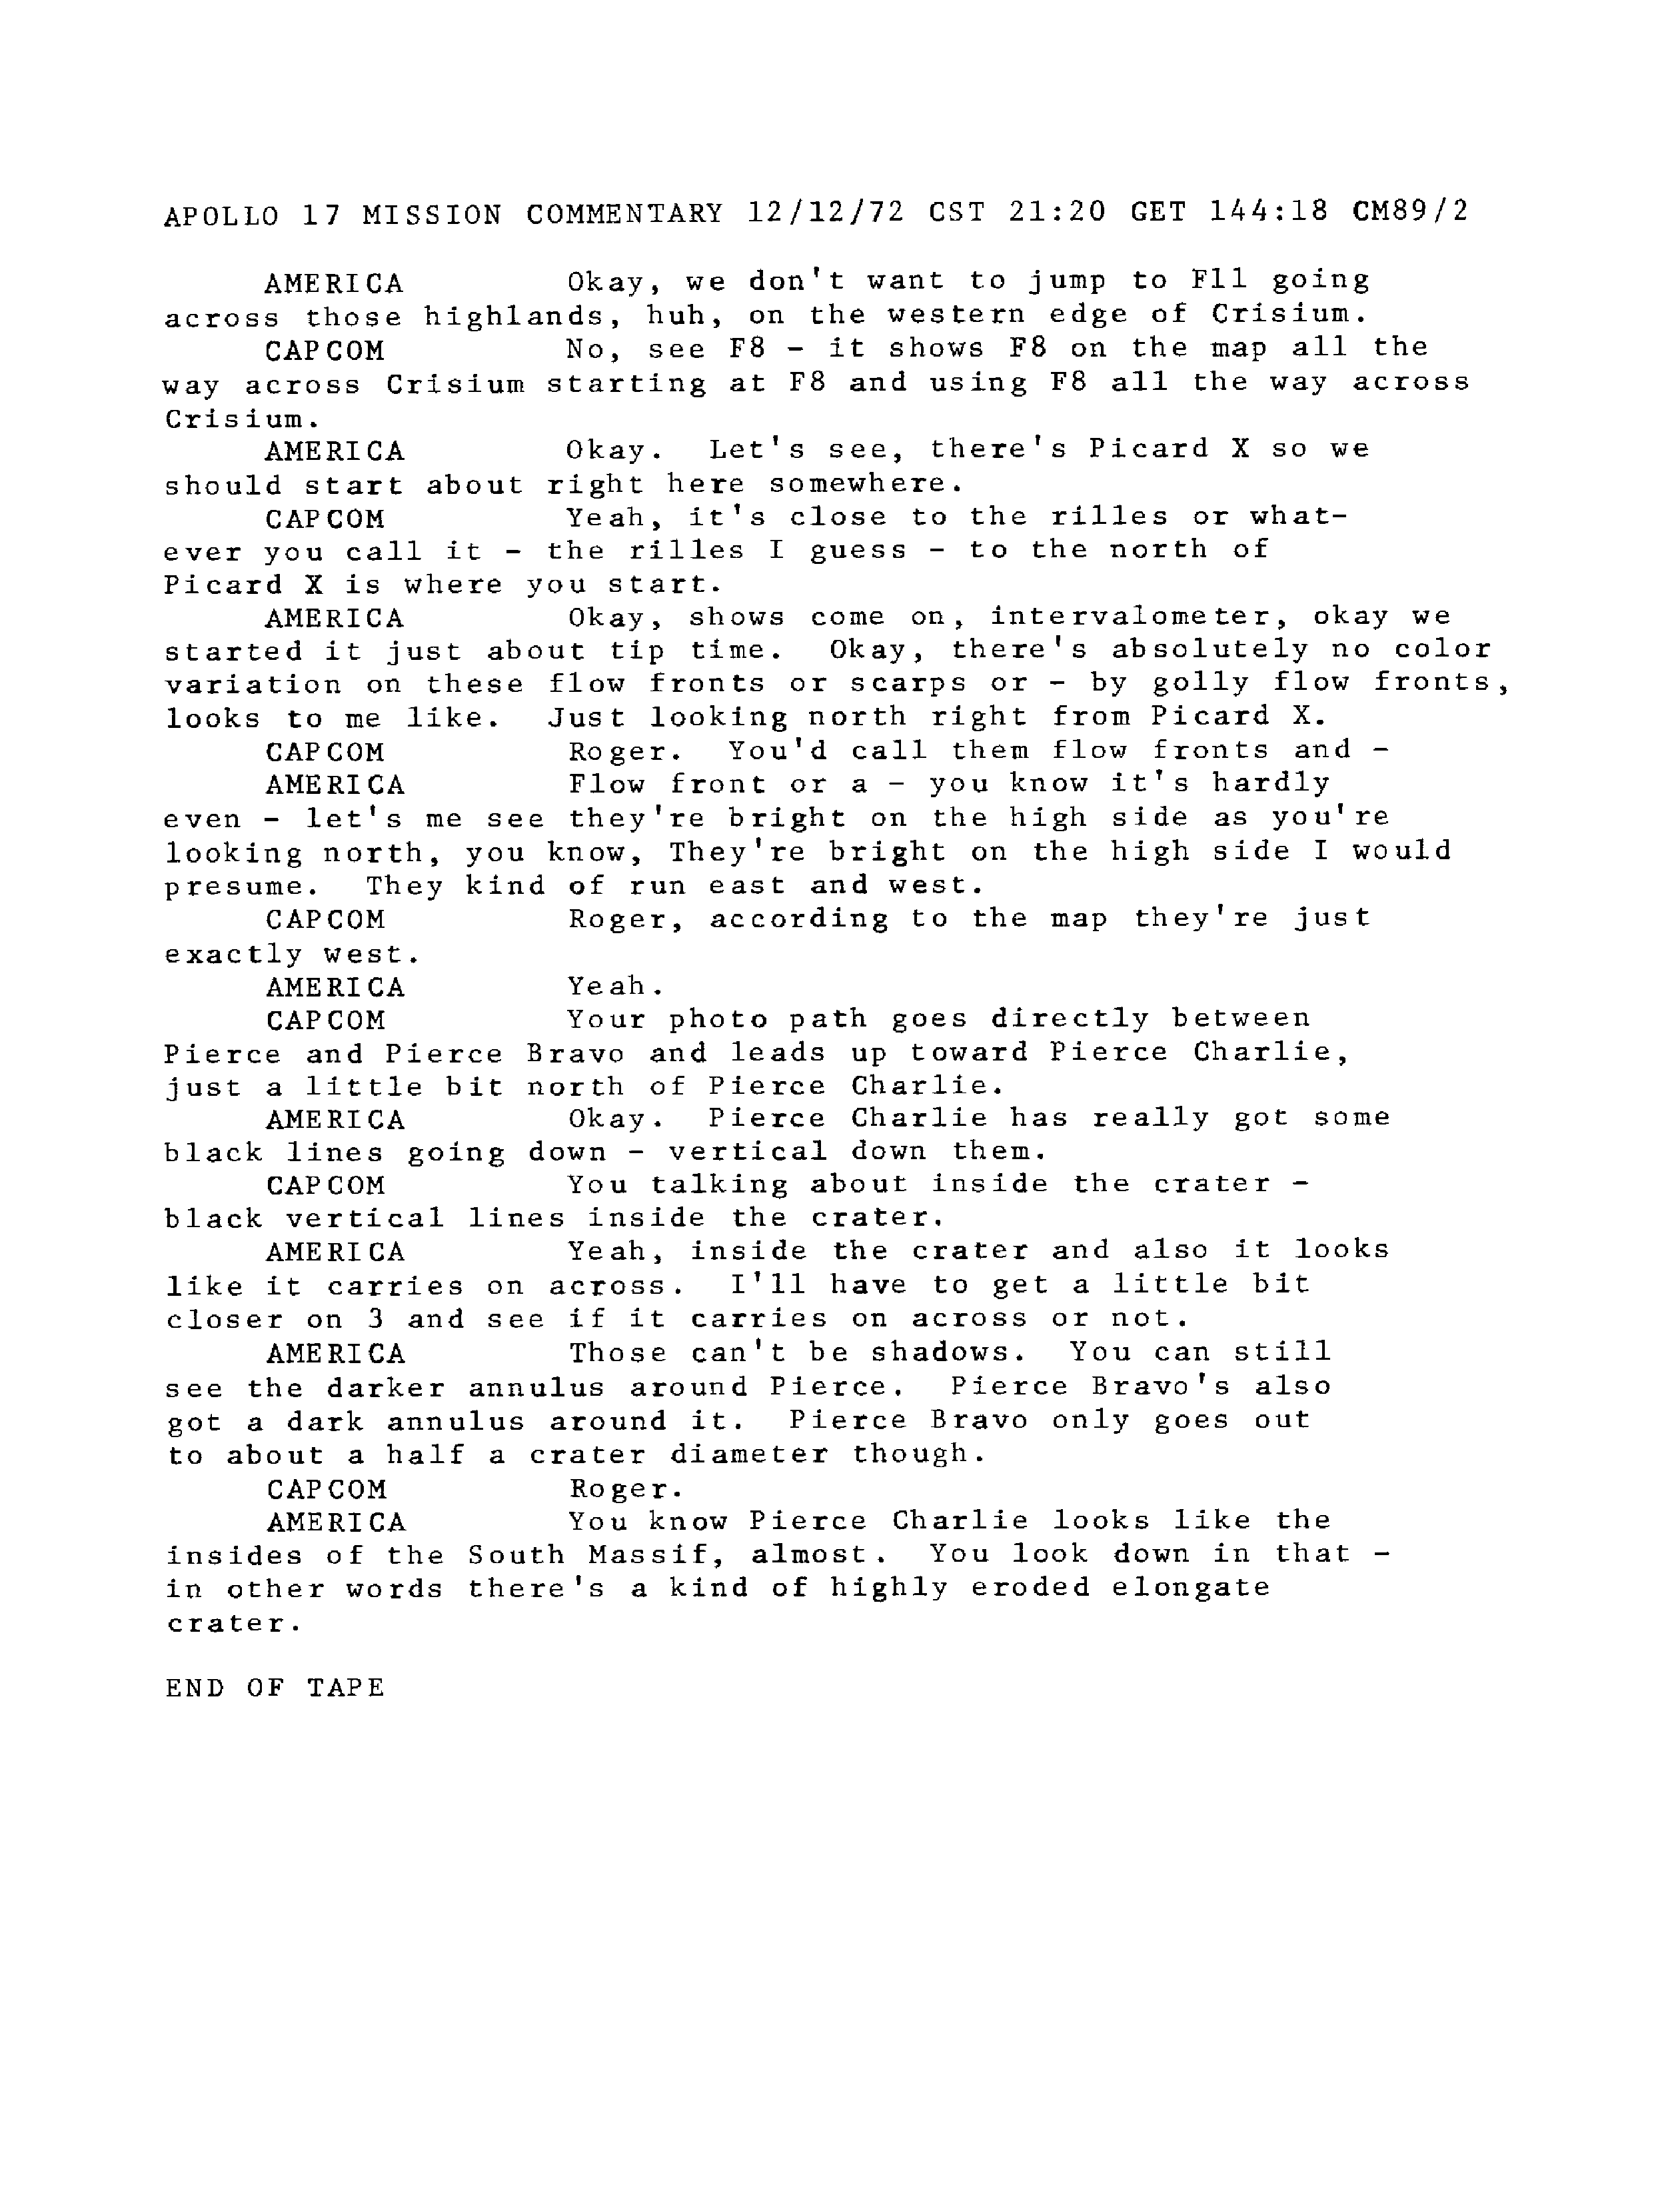 APOLLO 17 MISSION COMMENTARY 12/12/72 CST 21:20 GET 144:18 CM89/2
AMERICA Okay, we don't want to jump to F11 going
across those highlands, huh, on the western edge of Crisium.
CAPCOM No, see F8 - it shows F8 on the map all the
way across Crisium starting at F8 and using F8 all the way across
Crisium.
AMERICA Okay. Let's see, there's Picard X so we
should start about right here somewhere.
CAPCOM Yeah, it's close to the rilles or what-
ever you call it - the rilles I guess - to the north of
Picard X is where you start.
AMERICA Okay, shows come on, intervalometer, okay we
started it just about tip time. Okay, there's absolutely no color
variation on these flow fronts or scarps or - by golly flow fronts,
looks to me like. Just looking north right from Picard X.
CAPCOM Roger. You'd call them flow fronts and -
AMERICA Flow front or a - you know it's hardly
even - let's me see they're bright on the high side as you're
looking north, you know, They're bright on the high side I would
presume. They kind of run east and west.
CAPCOM Roger, according to the map they're just
exactly west.
AMERICA Yeah.
CAPCOM Your photo path goes directly between
Pierce and Pierce Bravo and leads up toward Pierce Charlie,
just a little bit north of Pierce Charlie.
AMERICA Okay. Pierce Charlie has really got some
black lines going down - vertical down them.
CAPCOM You talking about inside the crater -
black vertical lines inside the crater.
AMERICA Yeah, inside the crater and also it looks
like it carries on across. I'll have to get a little bit
closer on 3 and see if it carries on across or not.
AMERICA Those can't be shadows. You can still
see the darker annulus around Pierce. Pierce Bravo's also
got a dark annulus around it. Pierce Bravo only goes out
to about a half a crater diameter though.
CAPCOM Roger.
AMERICA You know Pierce Charlie looks like the
insides of the South Massif, almost. You look down in that -
in other words there's a kind of highly eroded elongate
crater.
END OF TAPE